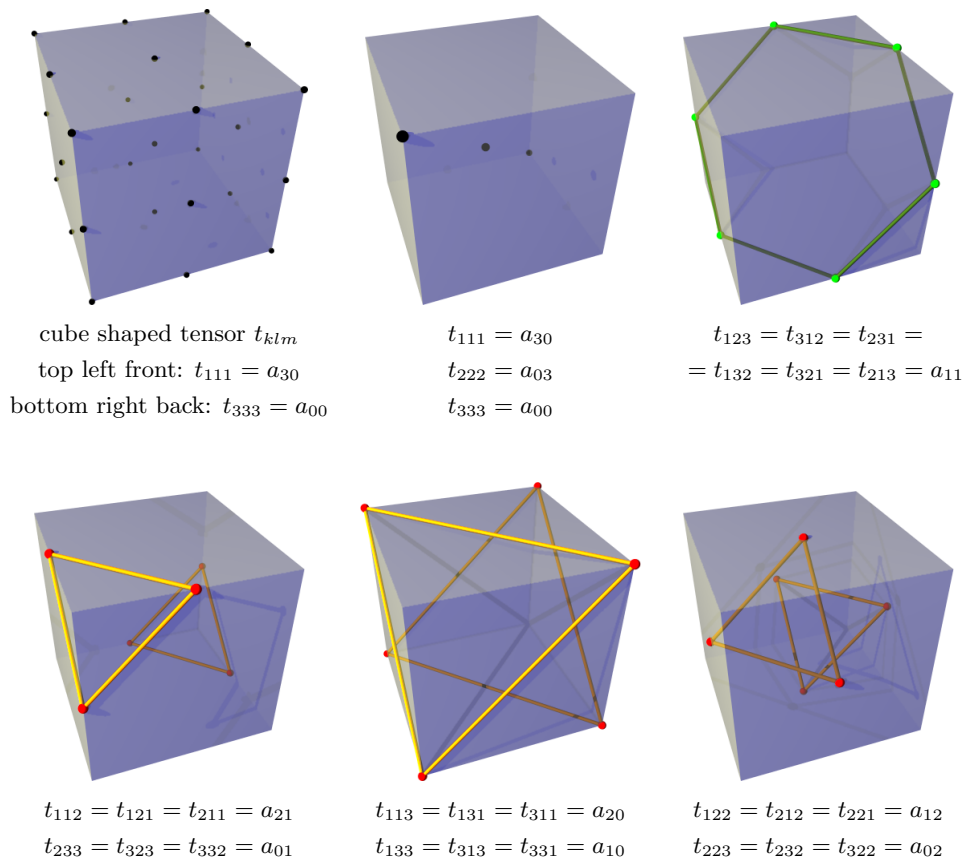 cube shaped tensor t_{klm}
top left front: t_{111} = a_{30}
bottom right back: t_{333} = a_{00}
t_{111} = a_{30}
t_{222} = a_{03}
t_{333} = a_{00}
t_{123} = t_{312} = t_{231} =
= t_{132} = t_{321} = t_{213} = a_{11}
t_{112} = t_{121} = t_{211} = a_{21}
t_{233} = t_{323} = t_{332} = a_{01}
t_{113} = t_{131} = t_{311} = a_{20}
t_{133} = t_{313} = t_{331} = a_{10}
t_{122} = t_{212} = t_{221} = a_{12}
t_{223} = t_{232} = t_{322} = a_{02}